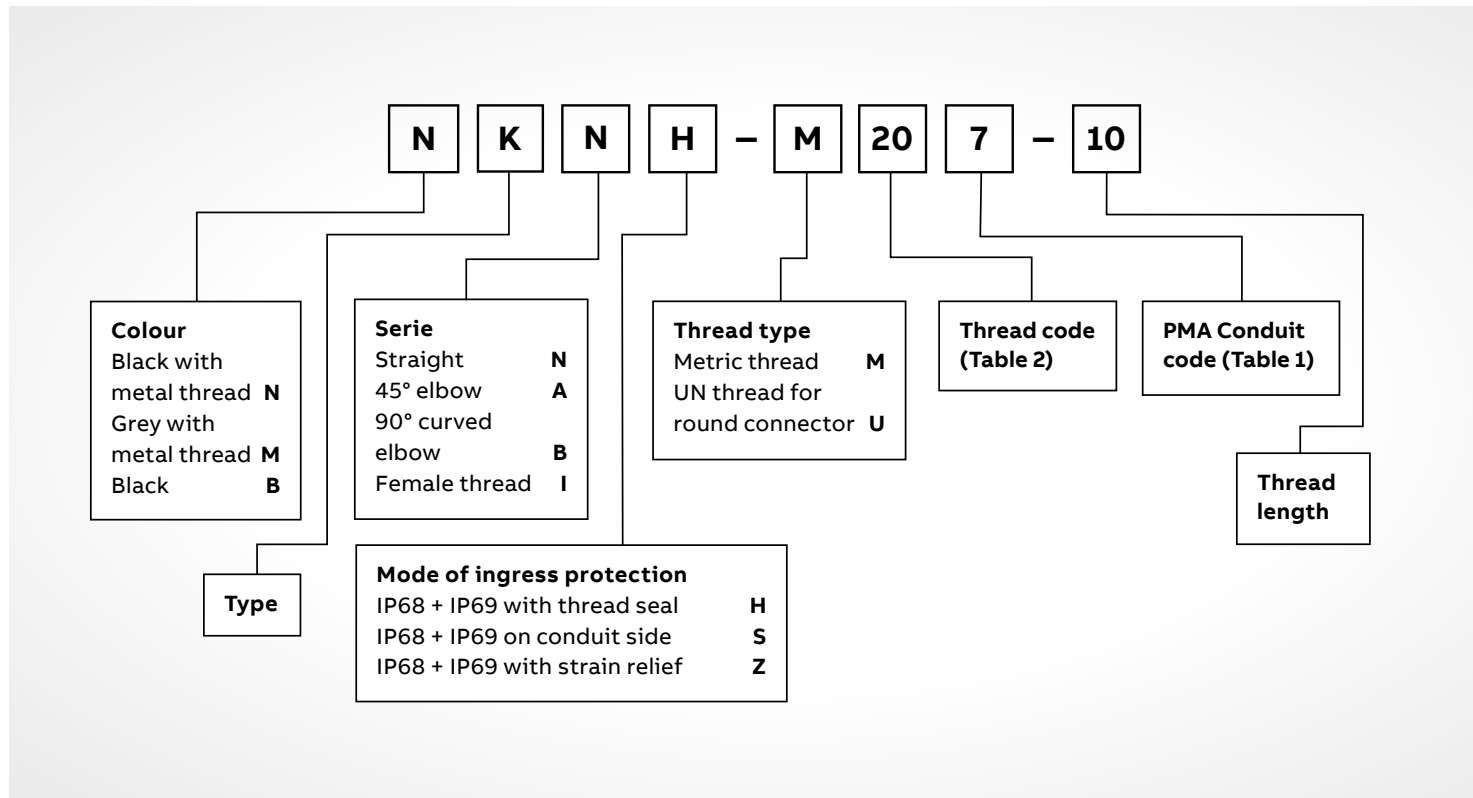 N K N H – M 20 7 – 10
Colour
Black with
metal thread N
Grey with
metal thread M
Black B
Type
Serie
Straight N
45° elbow A
90° curved
elbow B
Female thread I
Mode of ingress protection
IP68 + IP69 with thread seal H
IP68 + IP69 on conduit side S
IP68 + IP69 with strain relief Z
Thread type
Metric thread M
UN thread for
round connector U
Thread code
(Table 2)
PMA Conduit
code (Table 1)
Thread
length